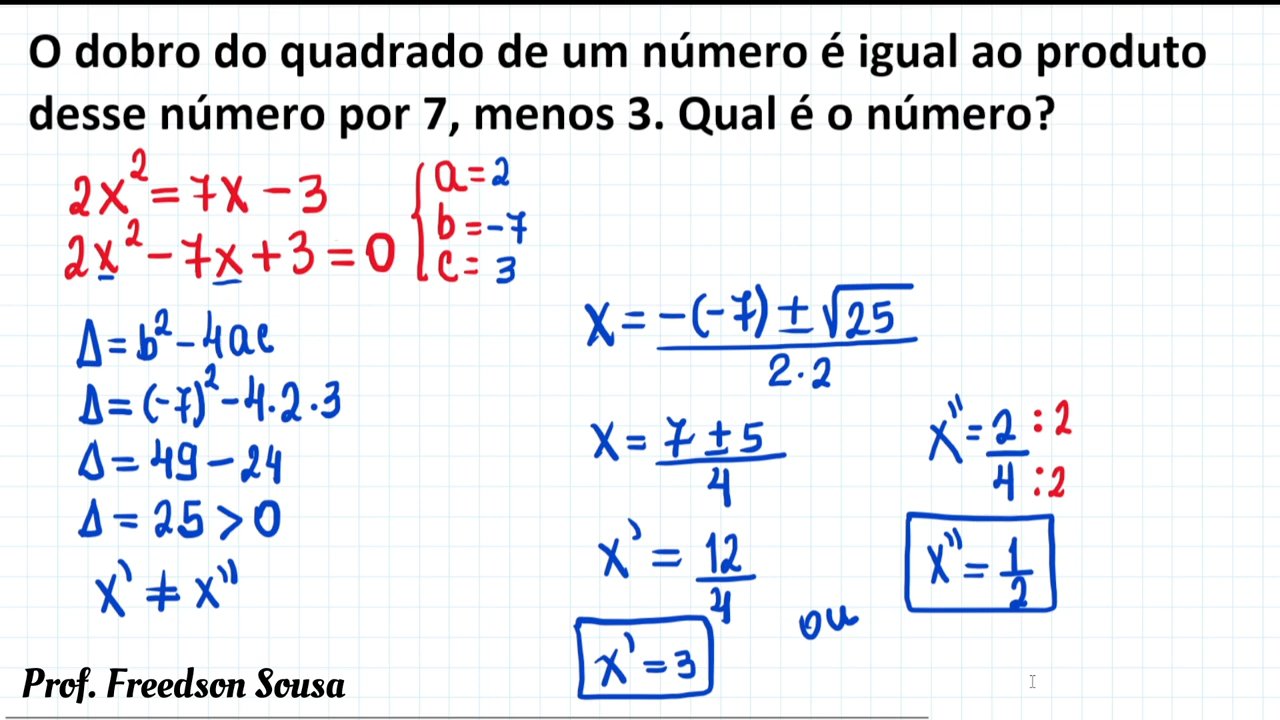 O dobro do quadrado de um número é igual ao produto
desse número por 7, menos 3. Qual é o número?
2x² = 7x - 3
2x² - 7x + 3 = 0
a = 2
b = -7
c = 3
Δ = b² - 4ac
Δ = (-7)² - 4.2.3
Δ = 49 - 24
Δ = 25 > 0
x' ≠ x''
x = -(-7) ± √25
2.2
x = 7 ± 5
4
x' = 12
4
x' = 3
ou
x'' = 2 :2
4 :2
x'' = 1
2
Prof. Freedson Sousa